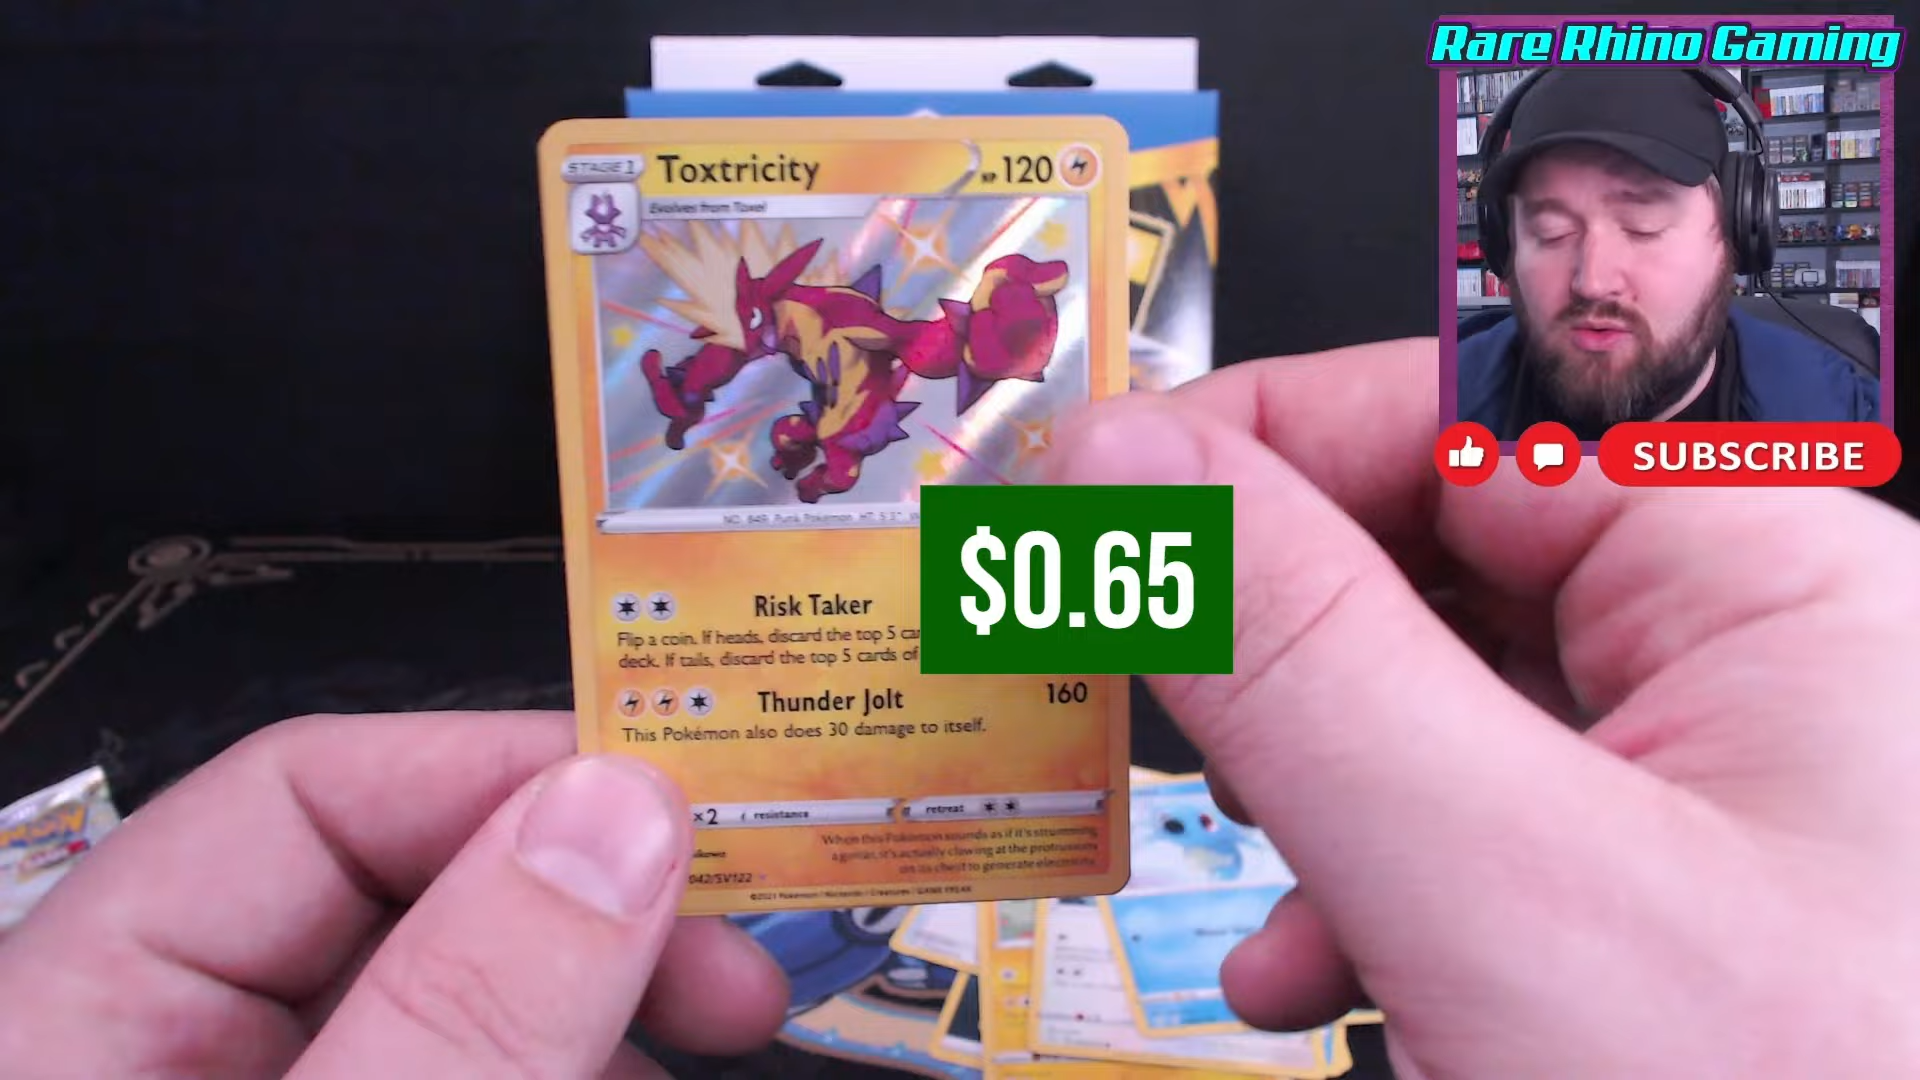 Rare Rhino Gaming
SUBSCRIBE
STAGE 1
Toxtricity
HP 120
Evolves from Toxel
NO. 849 Punk Pokémon HT: 5'3"
$0.65
Risk Taker
Flip a coin. If heads, discard the top 5 car
deck. If tails, discard the top 5 cards of
Thunder Jolt 160
This Pokémon also does 30 damage to itself.
×2 resistance retreat
When this Pokémon sounds as if it's strumming
a guitar, it's actually clawing at the protrusions
on its chest to generate electricity.
042/SV122
©2021 Pokémon / Nintendo / Creatures / GAME FREAK